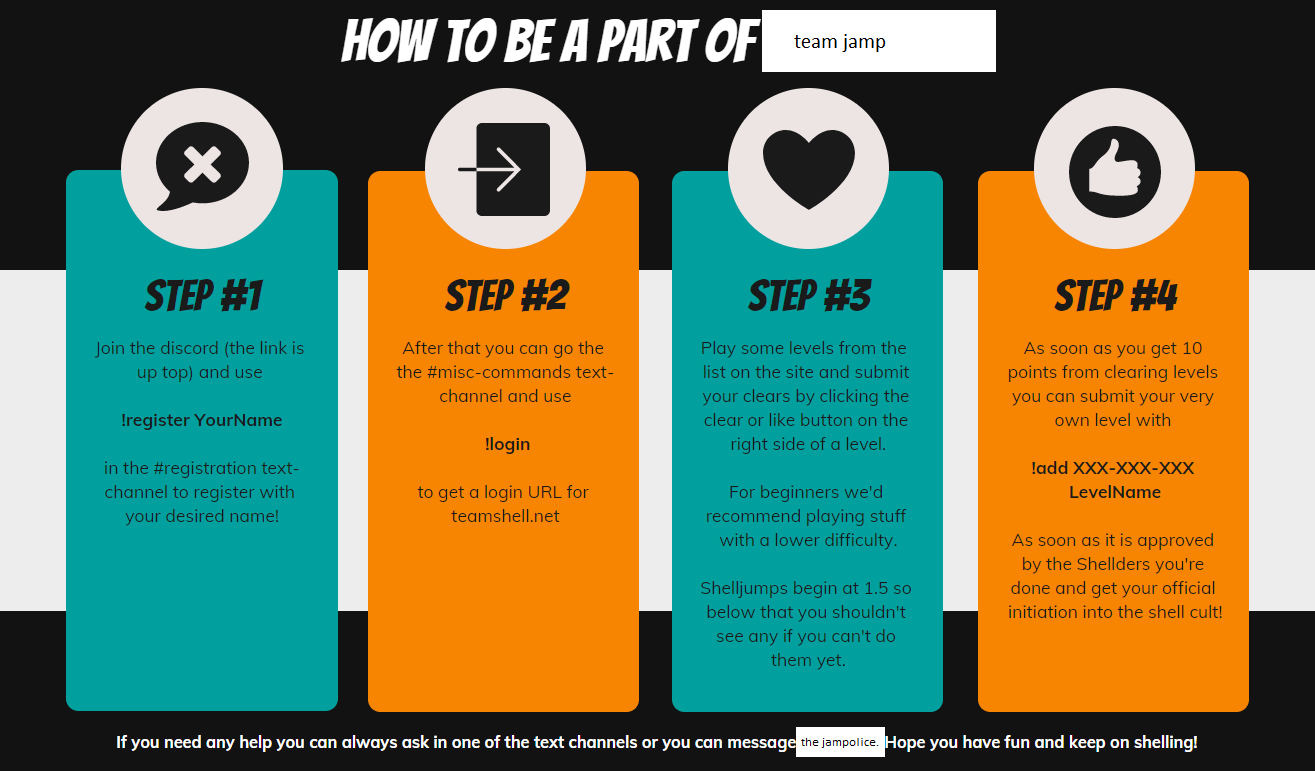 HOW TO BE A PART OF team jamp
STEP #1
Join the discord (the link is
up top) and use
!register YourName
in the #registration text-
channel to register with
your desired name!
STEP #2
After that you can go the
the #misc-commands text-
channel and use
!login
to get a login URL for
teamshell.net
STEP #3
Play some levels from the
list on the site and submit
your clears by clicking the
clear or like button on the
right side of a level.
For beginners we'd
recommend playing stuff
with a lower difficulty.
Shelljumps begin at 1.5 so
below that you shouldn't
see any if you can't do
them yet.
STEP #4
As soon as you get 10
points from clearing levels
you can submit your very
own level with
!add XXX-XXX-XXX
LevelName
As soon as it is approved
by the Shellders you're
done and get your official
initiation into the shell cult!
If you need any help you can always ask in one of the text channels or you can message the jampolice. Hope you have fun and keep on shelling!